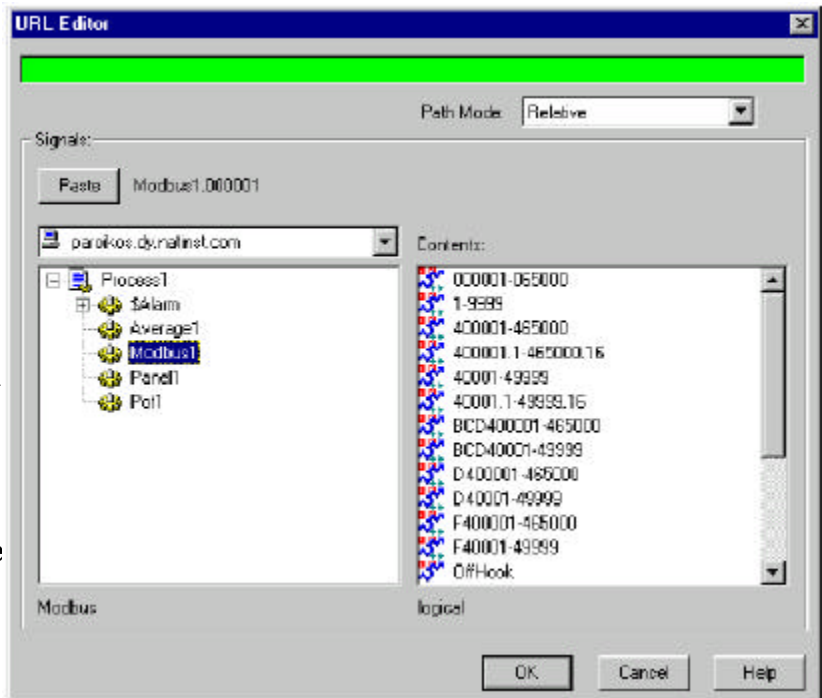 URL Editor
Path Mode: Relative
Signals:
Paste Modbus1.000001
paroikos.dy.natinst.com
Contents:
Process1
$Alarm
Average1
Modbus1
Panel1
Pot1
000001-065000
1-9999
400001-465000
400001.1-465000.16
40001-49999
40001.1-49999.16
BCD400001-465000
BCD40001-49999
D400001-465000
D40001-49999
F400001-465000
F40001-49999
OffHook
Modbus
logical
OK Cancel Help